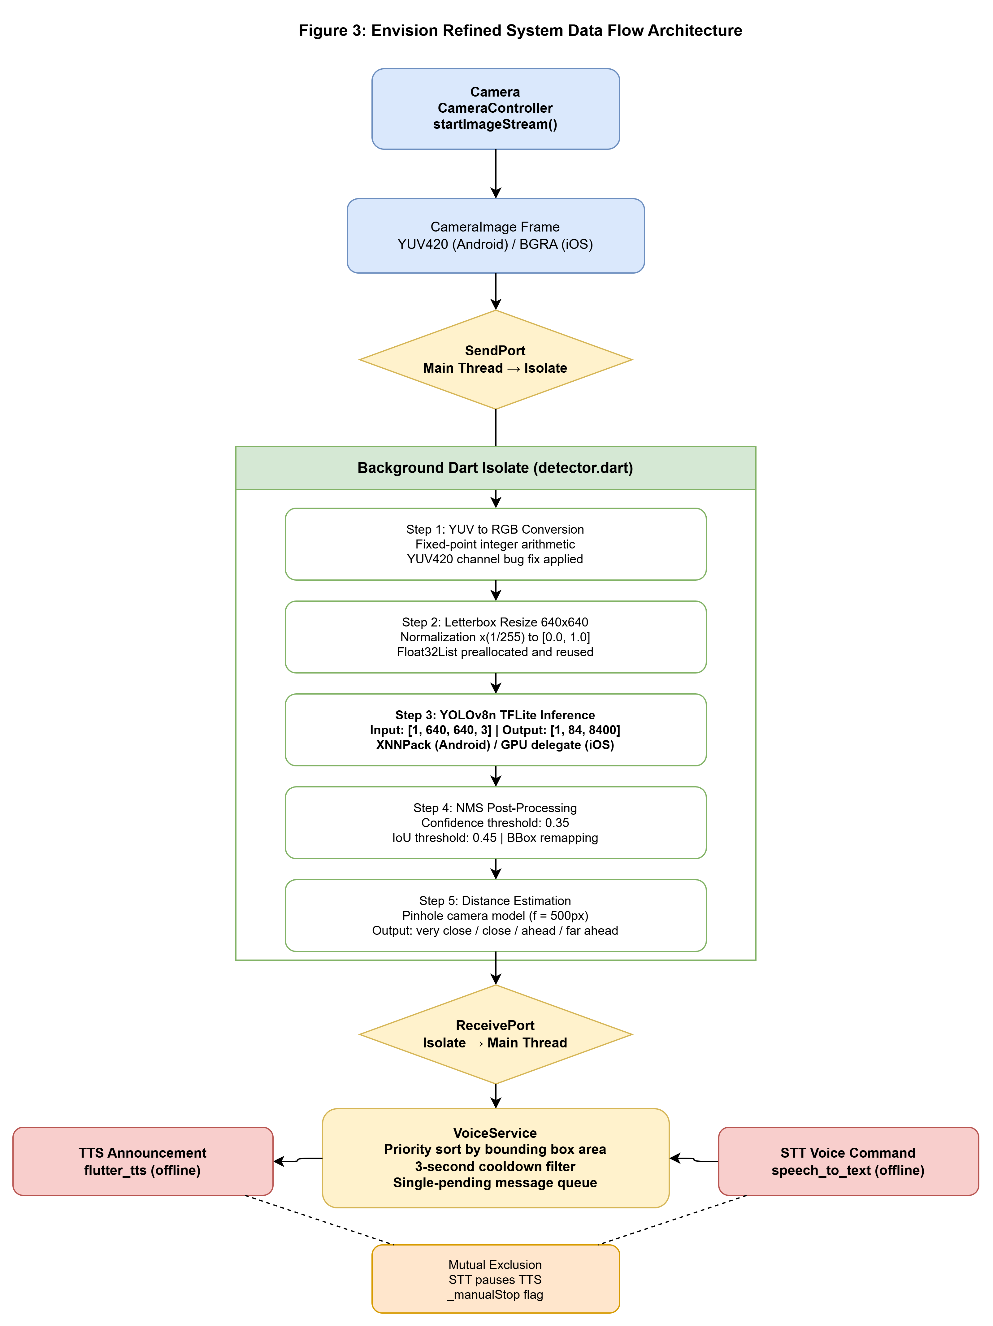 Figure 3: Envision Refined System Data Flow Architecture
Camera
CameraController
startImageStream()
CameraImage Frame
YUV420 (Android) / BGRA (iOS)
SendPort
Main Thread → Isolate
Background Dart Isolate (detector.dart)
Step 1: YUV to RGB Conversion
Fixed-point integer arithmetic
YUV420 channel bug fix applied
Step 2: Letterbox Resize 640x640
Normalization x(1/255) to [0.0, 1.0]
Float32List preallocated and reused
Step 3: YOLOv8n TFLite Inference
Input: [1, 640, 640, 3] | Output: [1, 84, 8400]
XNNPack (Android) / GPU delegate (iOS)
Step 4: NMS Post-Processing
Confidence threshold: 0.35
IoU threshold: 0.45 | BBox remapping
Step 5: Distance Estimation
Pinhole camera model (f = 500px)
Output: very close / close / ahead / far ahead
ReceivePort
Isolate → Main Thread
TTS Announcement
flutter_tts (offline)
VoiceService
Priority sort by bounding box area
3-second cooldown filter
Single-pending message queue
STT Voice Command
speech_to_text (offline)
Mutual Exclusion
STT pauses TTS
_manualStop flag